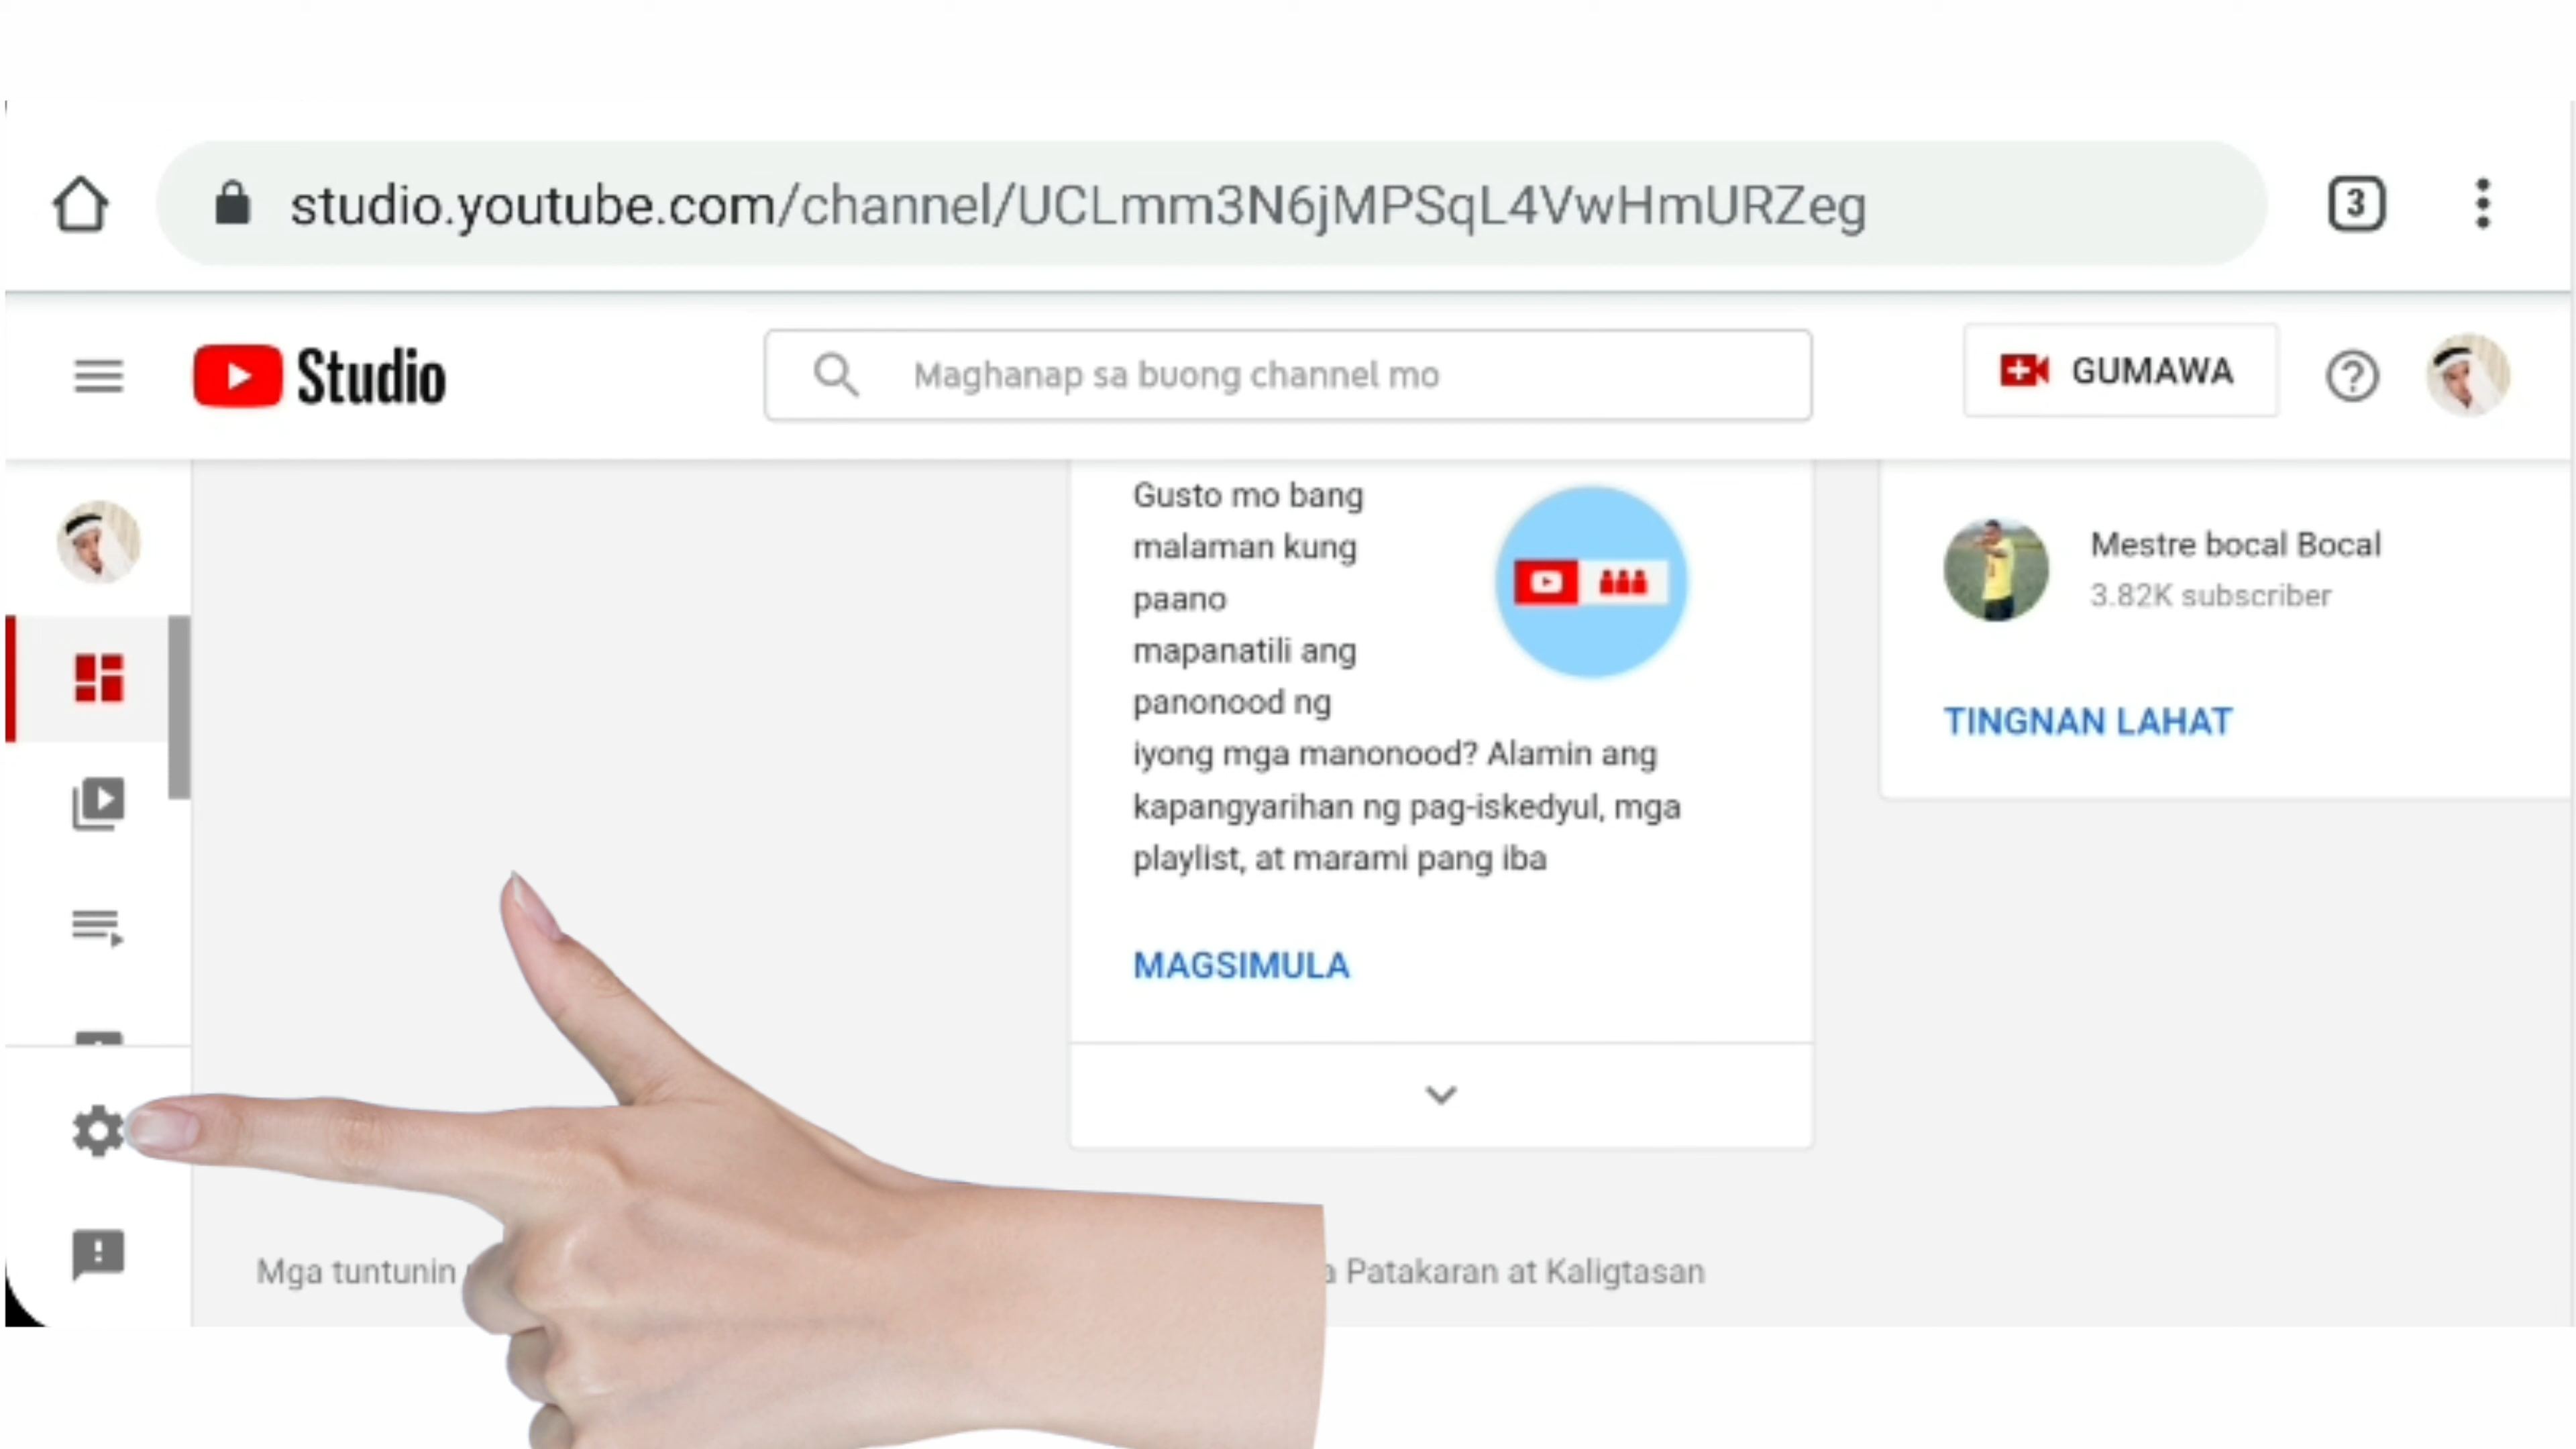 studio.youtube.com/channel/UCLmm3N6jMPSqL4VwHmURZeg
3
Studio
Maghanap sa buong channel mo
GUMAWA
Gusto mo bang
malaman kung
paano
mapanatili ang
panonood ng
iyong mga manonood? Alamin ang
kapangyarihan ng pag-iskedyul, mga
playlist, at marami pang iba
MAGSIMULA
Mestre bocal Bocal
3.82K subscriber
TINGNAN LAHAT
Mga tuntunin
Patakaran at Kaligtasan